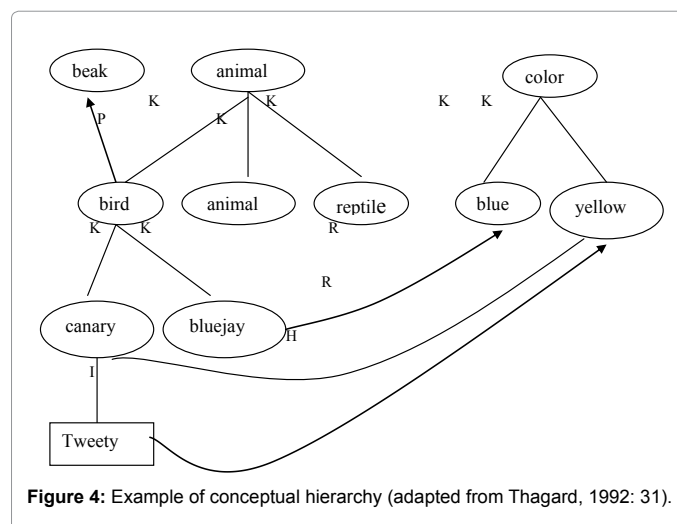 beak animal color
K K K K
P K
bird animal reptile blue yellow
K K R
R
canary bluejay
H
I
Tweety
Figure 4: Example of conceptual hierarchy (adapted from Thagard, 1992: 31).